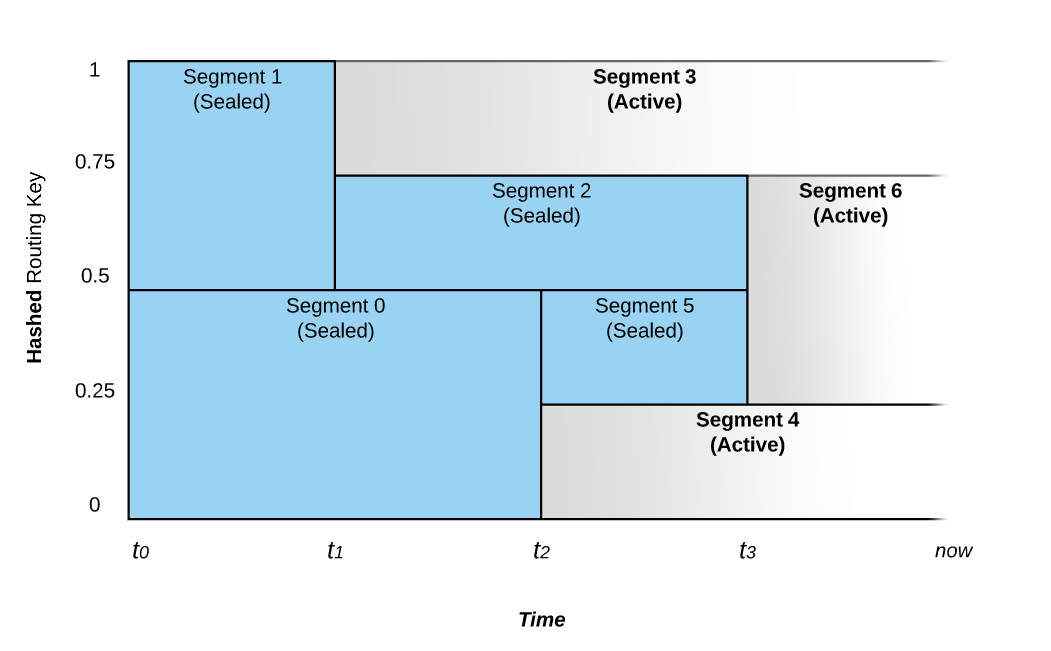 1
Segment 1
(Sealed)
Segment 3
(Active)
0.75
Segment 2
(Sealed)
Segment 6
(Active)
Hashed Routing Key
0.5
Segment 0
(Sealed)
Segment 5
(Sealed)
0.25
Segment 4
(Active)
0
t0
t1
t2
t3
now
Time